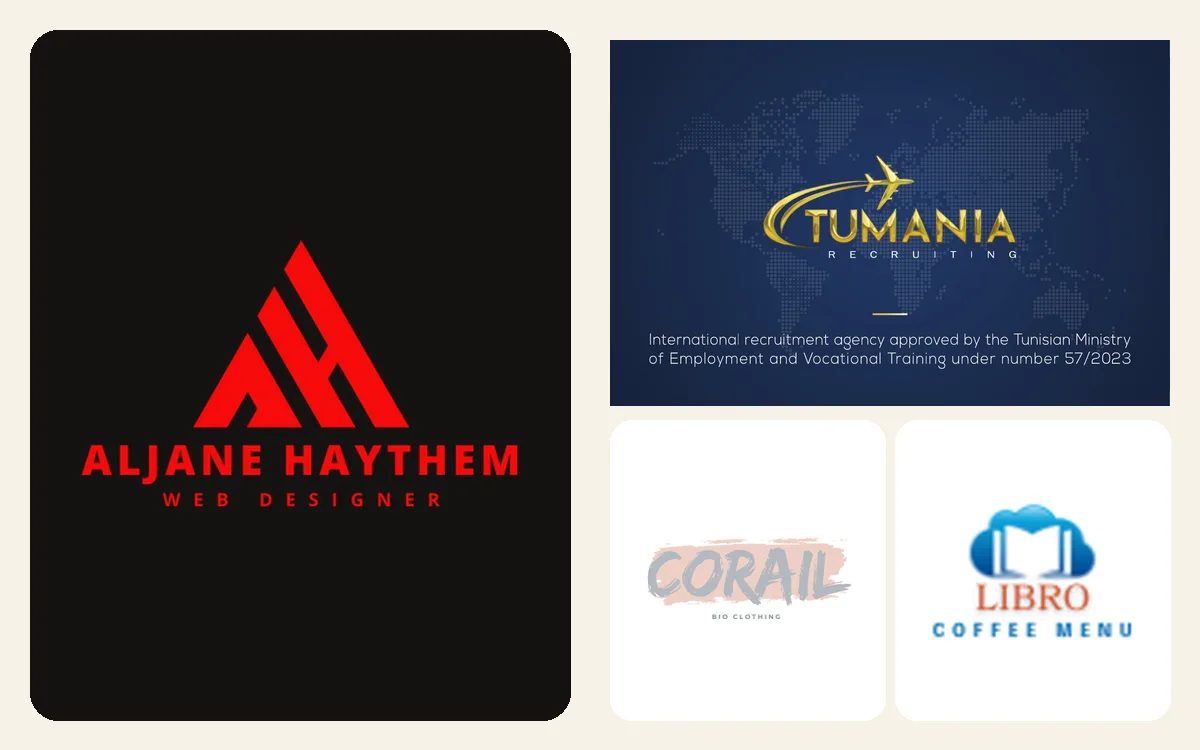 ALJANE HAYTHEM
WEB DESIGNER
TUMANIA
RECRUITING
International recruitment agency approved by the Tunisian Ministry
of Employment and Vocational Training under number 57/2023
CORAIL
BIO CLOTHING
LIBRO
COFFEE MENU